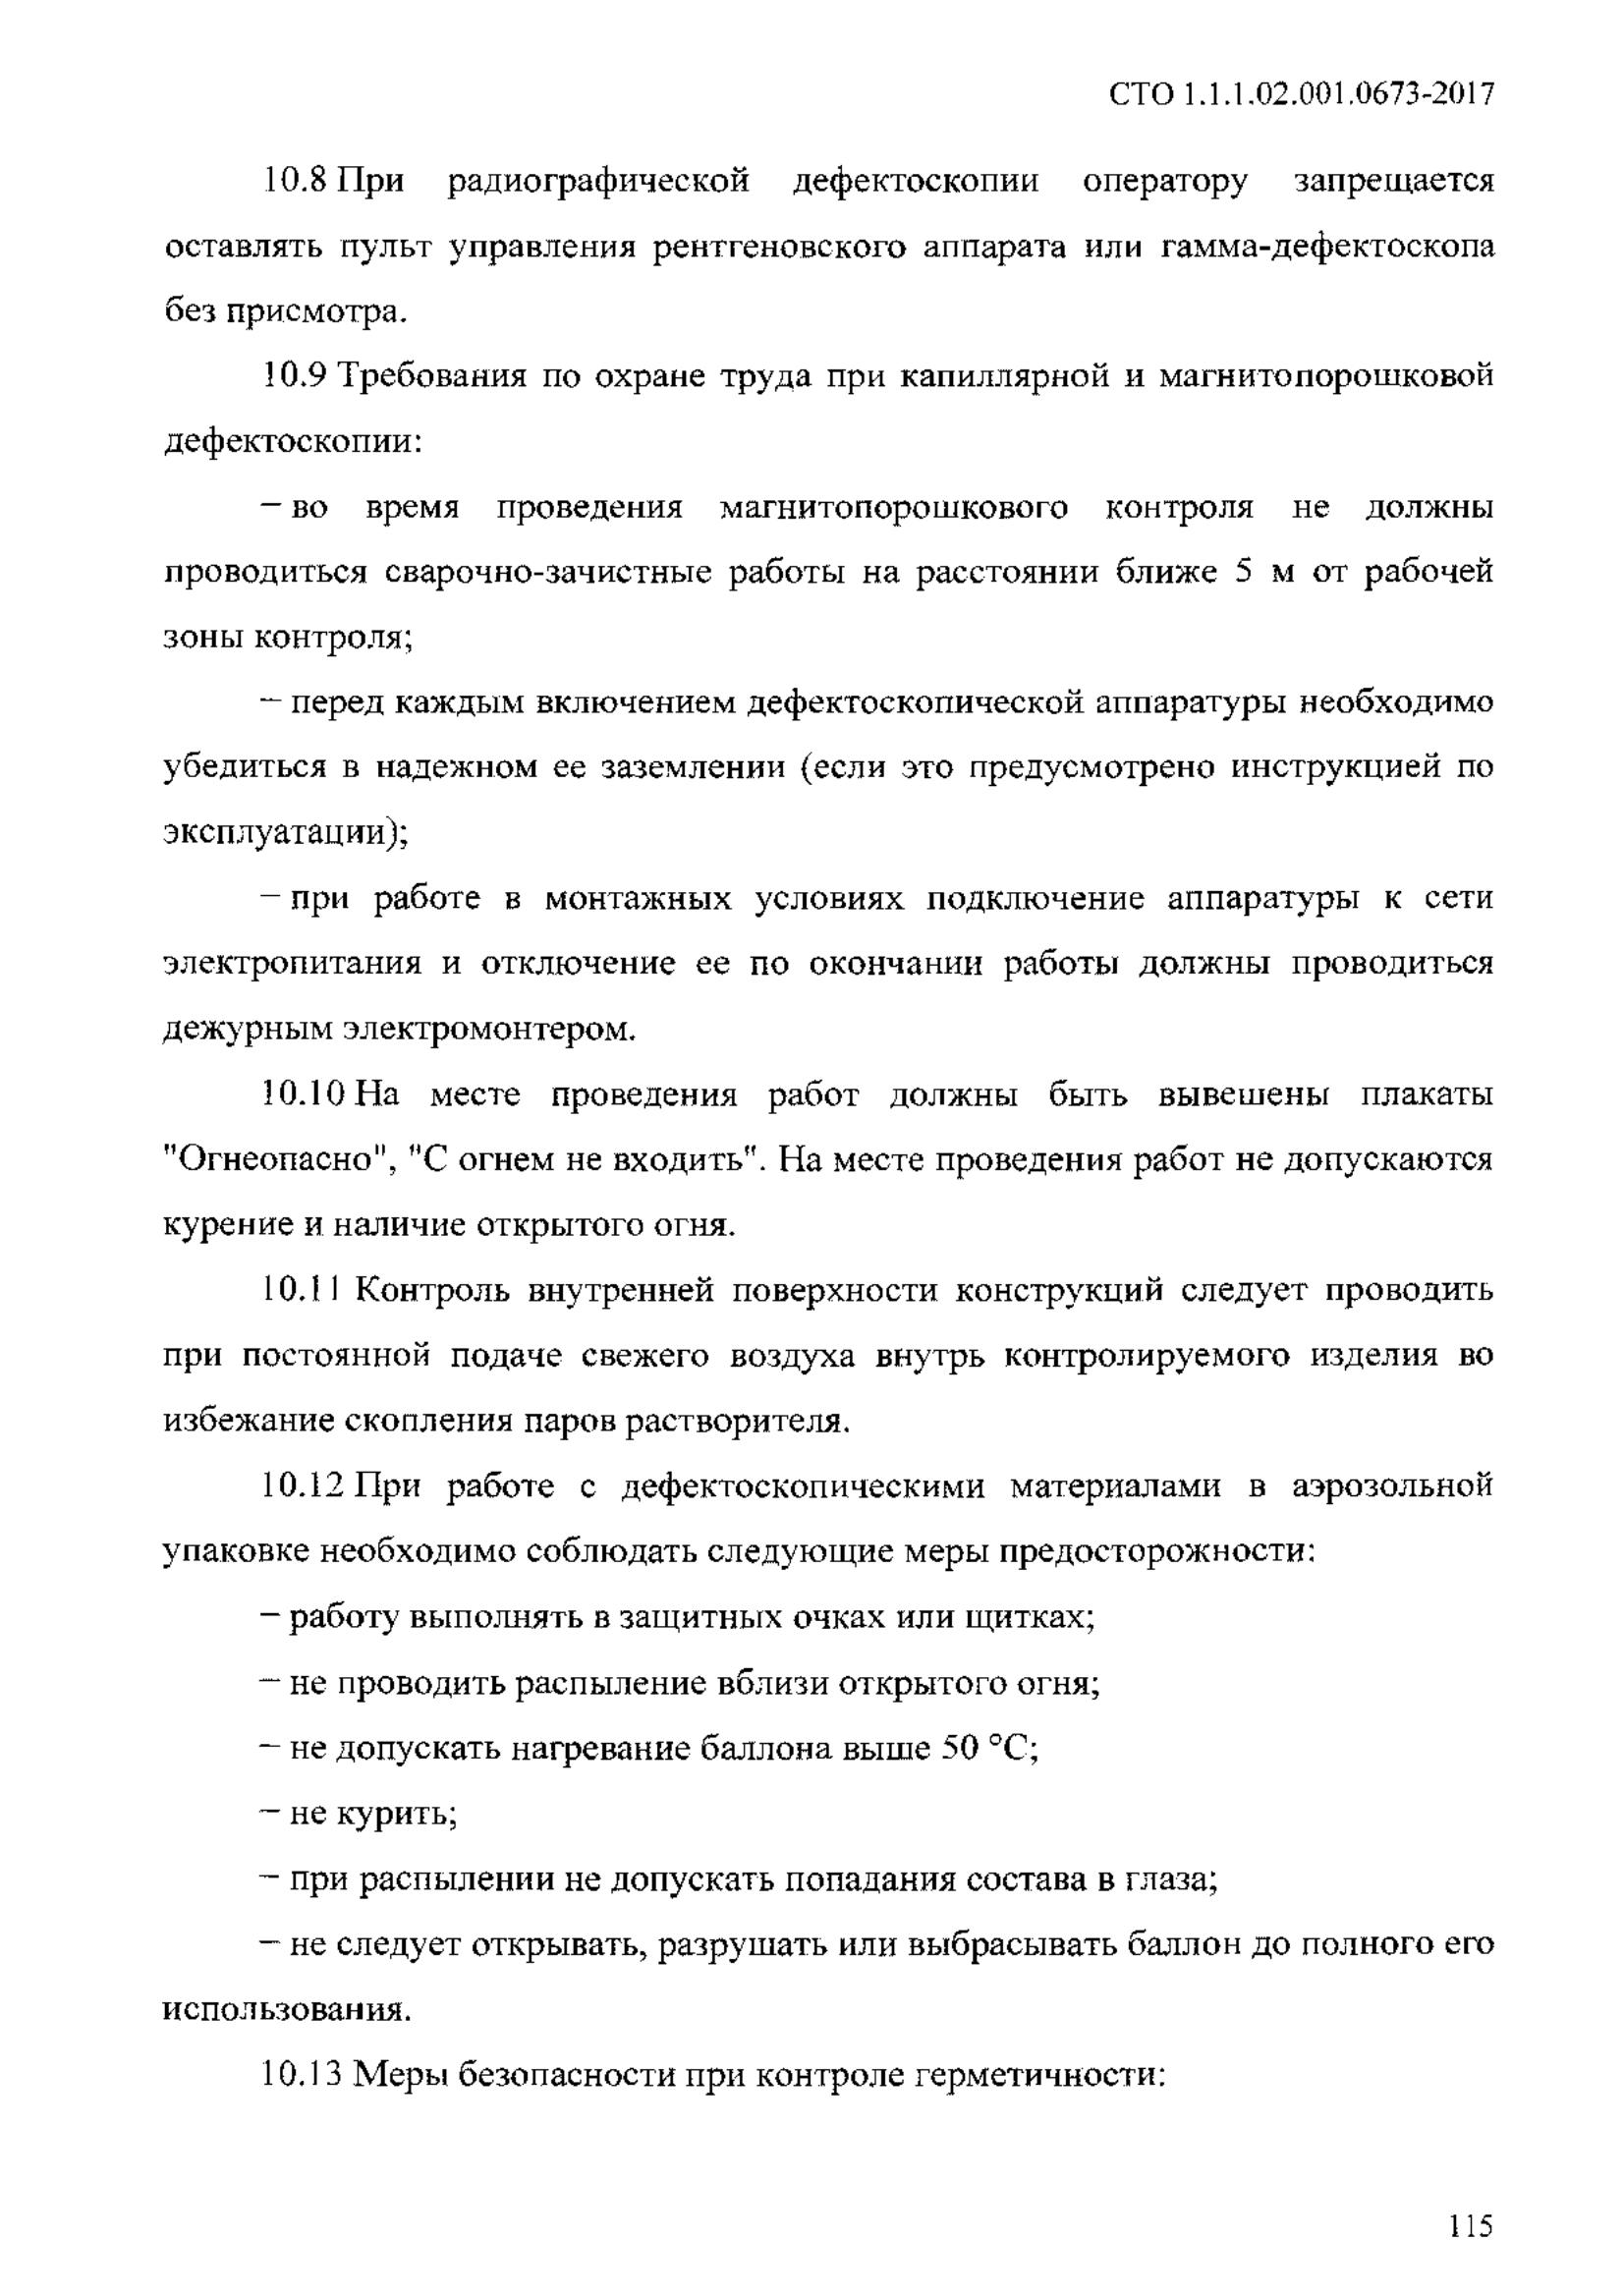 СТО 1.1.1.02.001.0673-2017
10.8 При радиографической дефектоскопии оператору запрещается
оставлять пульт управления рентгеновского аппарата или гамма-дефектоскопа
без присмотра.
10.9 Требования по охране труда при капиллярной и магнитопорошковой
дефектоскопии:
– во время проведения магнитопорошкового контроля не должны
проводиться сварочно-зачистные работы на расстоянии ближе 5 м от рабочей
зоны контроля;
– перед каждым включением дефектоскопической аппаратуры необходимо
убедиться в надежном ее заземлении (если это предусмотрено инструкцией по
эксплуатации);
– при работе в монтажных условиях подключение аппаратуры к сети
электропитания и отключение ее по окончании работы должны проводиться
дежурным электромонтером.
10.10 На месте проведения работ должны быть вывешены плакаты
"Огнеопасно", "С огнем не входить". На месте проведения работ не допускаются
курение и наличие открытого огня.
10.11 Контроль внутренней поверхности конструкций следует проводить
при постоянной подаче свежего воздуха внутрь контролируемого изделия во
избежание скопления паров растворителя.
10.12 При работе с дефектоскопическими материалами в аэрозольной
упаковке необходимо соблюдать следующие меры предосторожности:
– работу выполнять в защитных очках или щитках;
– не проводить распыление вблизи открытого огня;
– не допускать нагревание баллона выше 50 °С;
– не курить;
– при распылении не допускать попадания состава в глаза;
– не следует открывать, разрушать или выбрасывать баллон до полного его
использования.
10.13 Меры безопасности при контроле герметичности:
115